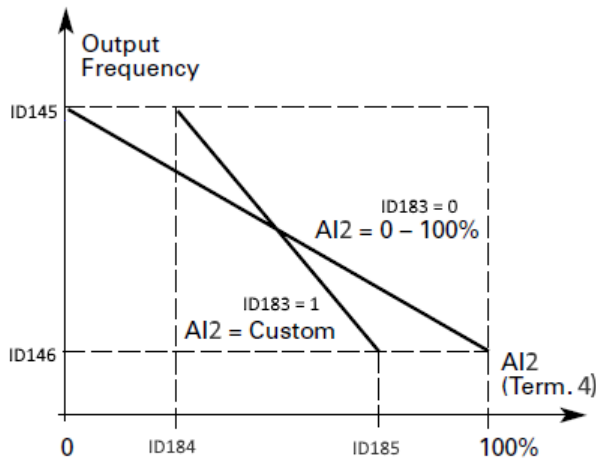 Output
Frequency
ID145
ID183 = 0
AI2 = 0 – 100%
ID183 = 1
AI2 = Custom
ID146
AI2
(Term. 4)
0
ID184
ID185
100%